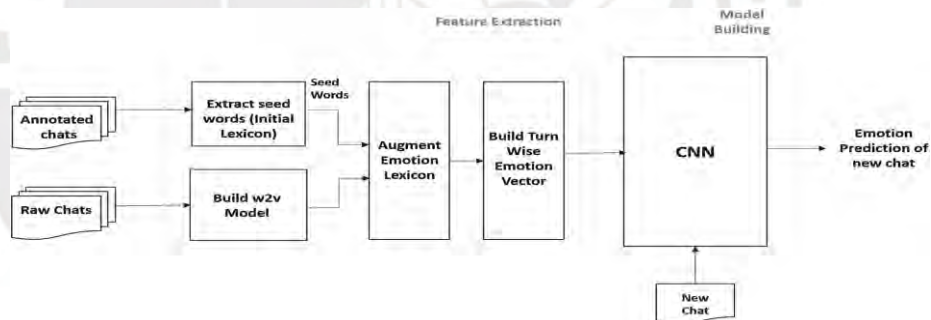 Feature Extraction
Model
Building
Annotated
chats
Extract seed
words (Initial
Lexicon)
Seed
Words
Raw Chats
Build w2v
Model
Augment
Emotion
Lexicon
Build Turn
Wise
Emotion
Vector
CNN
Emotion
Prediction of
new chat
New
Chat